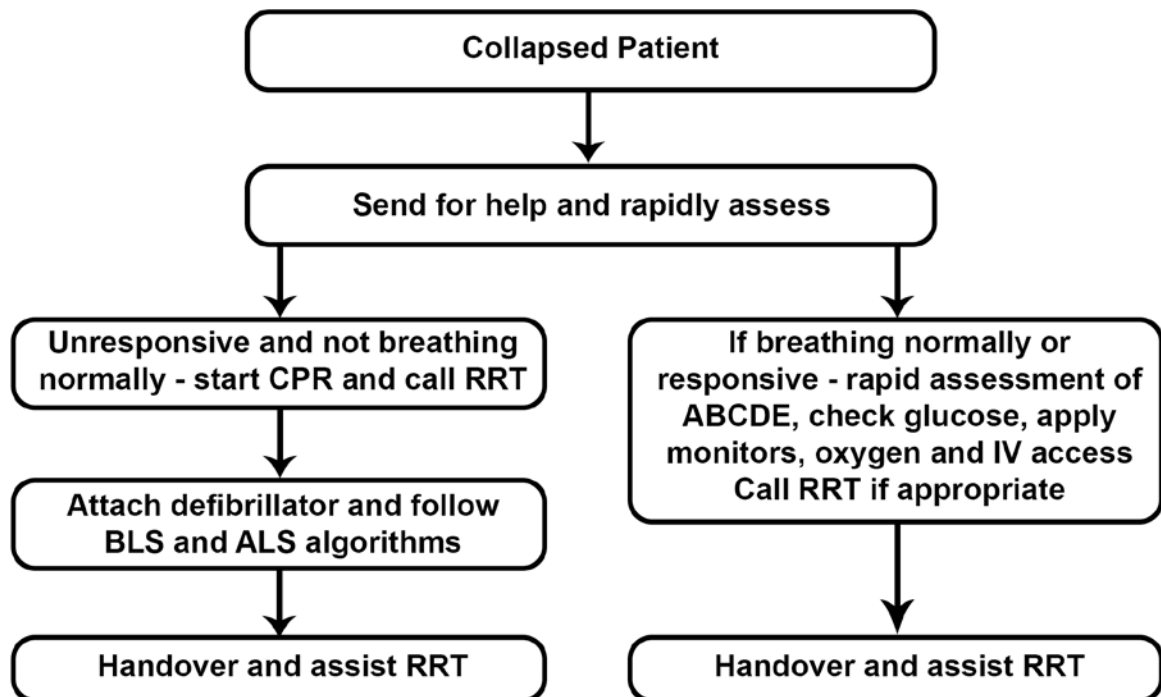 Collapsed Patient
Send for help and rapidly assess
Unresponsive and not breathing
normally - start CPR and call RRT
Attach defibrillator and follow
BLS and ALS algorithms
Handover and assist RRT
If breathing normally or
responsive - rapid assessment of
ABCDE, check glucose, apply
monitors, oxygen and IV access
Call RRT if appropriate
Handover and assist RRT